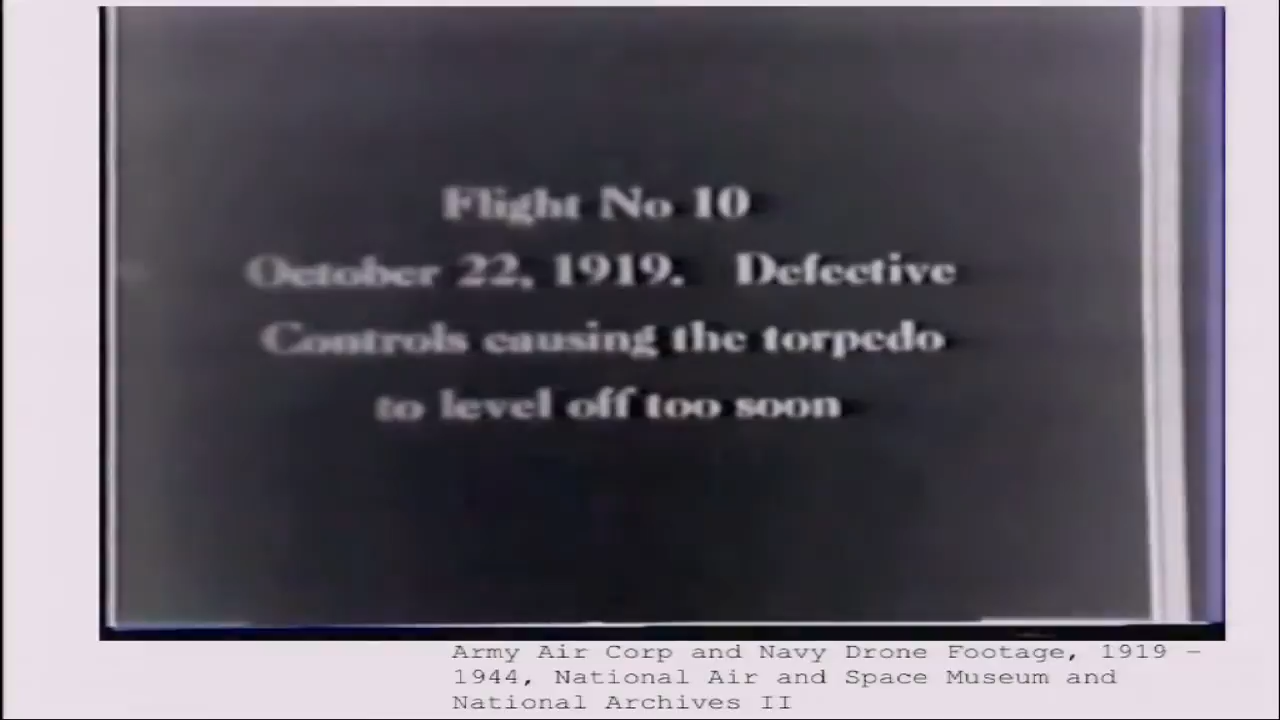 Flight No 10
October 22, 1919. Defective
Controls causing the torpedo
to level off too soon
Army Air Corp and Navy Drone Footage, 1919 –
1944, National Air and Space Museum and
National Archives II